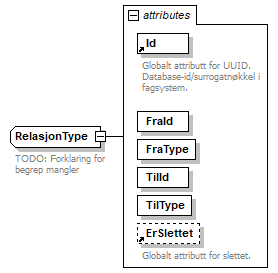 attributes
Id
Globalt attributt for UUID.
Database-id/surrogatnøkkel i
fagsystem.
RelasjonType
TODO: Forklaring for
begrep mangler
FraId
FraType
TilId
TilType
ErSlettet
Globalt attributt for slettet.